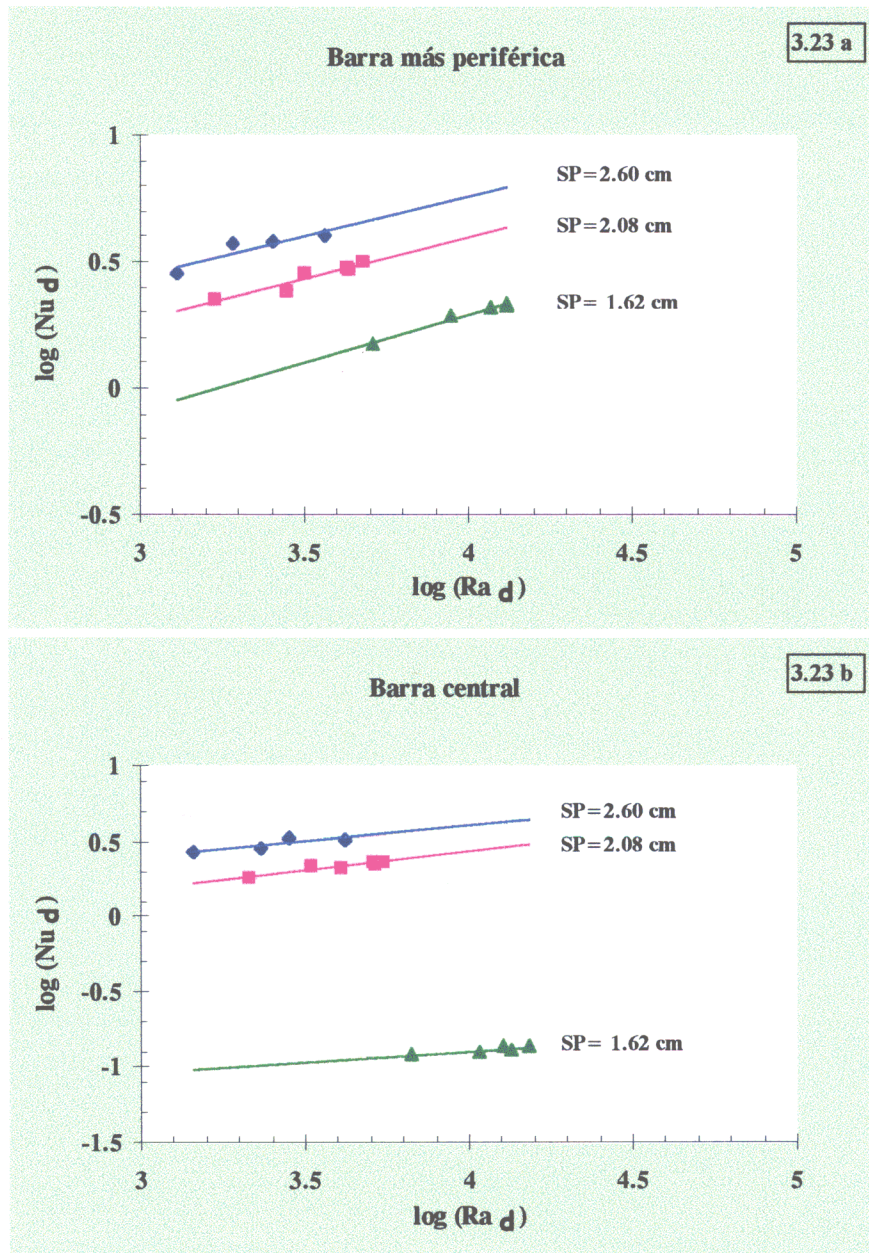 3.23 a
Barra más periférica
1
0.5
0
-0.5
log (Nu d)
SP=2.60 cm
SP=2.08 cm
SP= 1.62 cm
3
3.5
4
4.5
5
log (Ra d)
3.23 b
Barra central
1
0.5
0
-0.5
-1
-1.5
log (Nu d)
SP=2.60 cm
SP=2.08 cm
SP= 1.62 cm
3
3.5
4
4.5
5
log (Ra d)